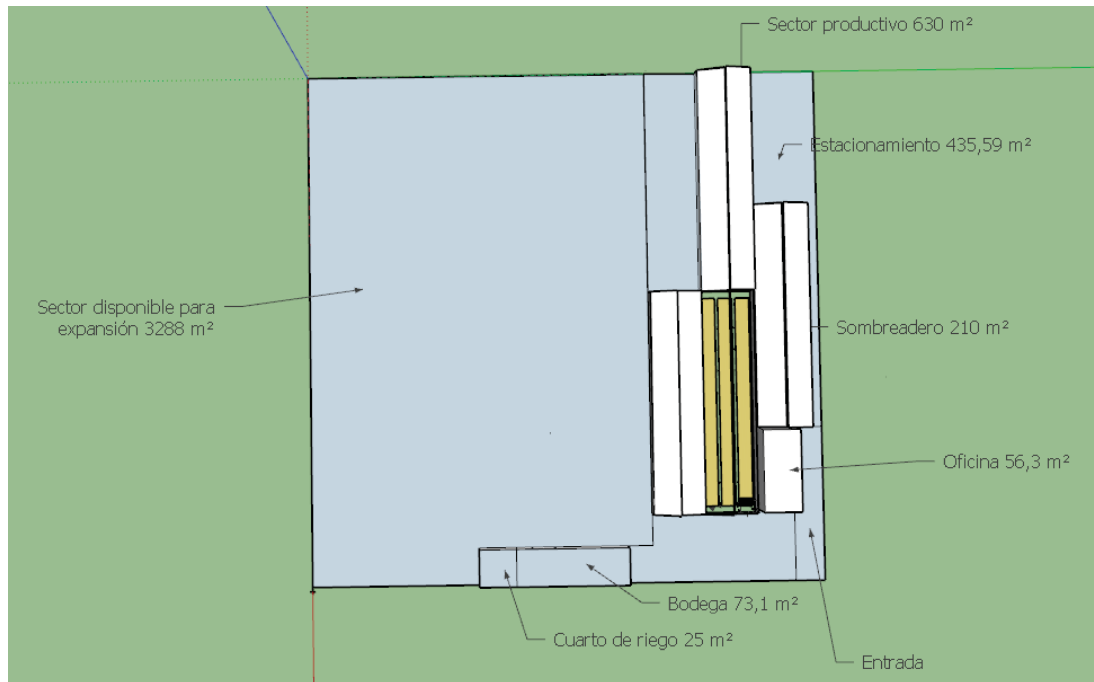 Sector productivo 630 m²
Estacionamiento 435,59 m²
Sector disponible para
expansión 3288 m²
Sombreadero 210 m²
Oficina 56,3 m²
Bodega 73,1 m²
Cuarto de riego 25 m²
Entrada